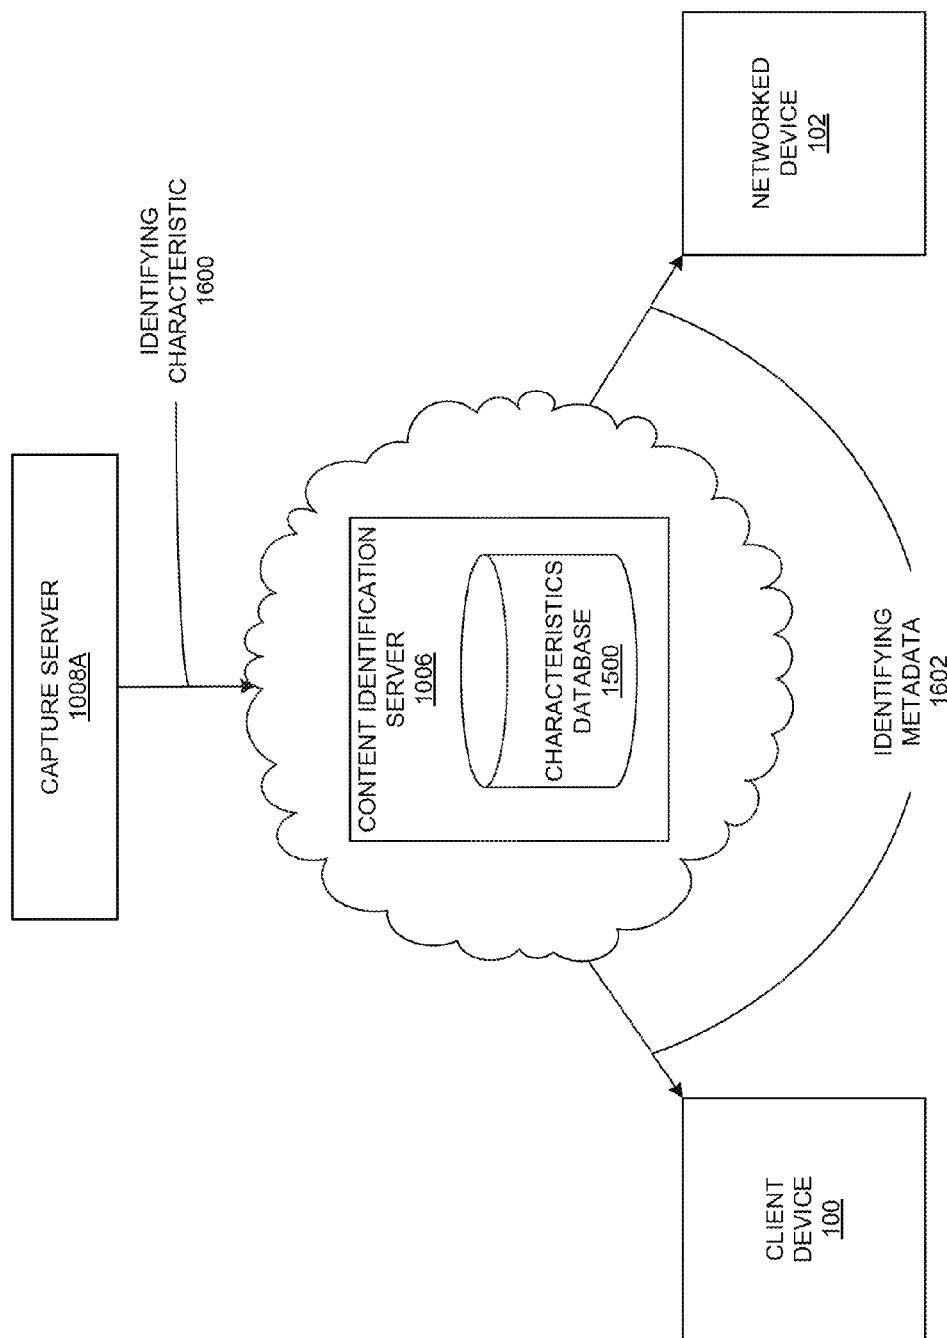 CAPTURE SERVER
1008A
IDENTIFYING
CHARACTERISTIC
1600
CONTENT IDENTIFICATION
SERVER
1006
CHARACTERISTICS
DATABASE
1500
CLIENT
DEVICE
100
IDENTIFYING
METADATA
1602
NETWORKED
DEVICE
102